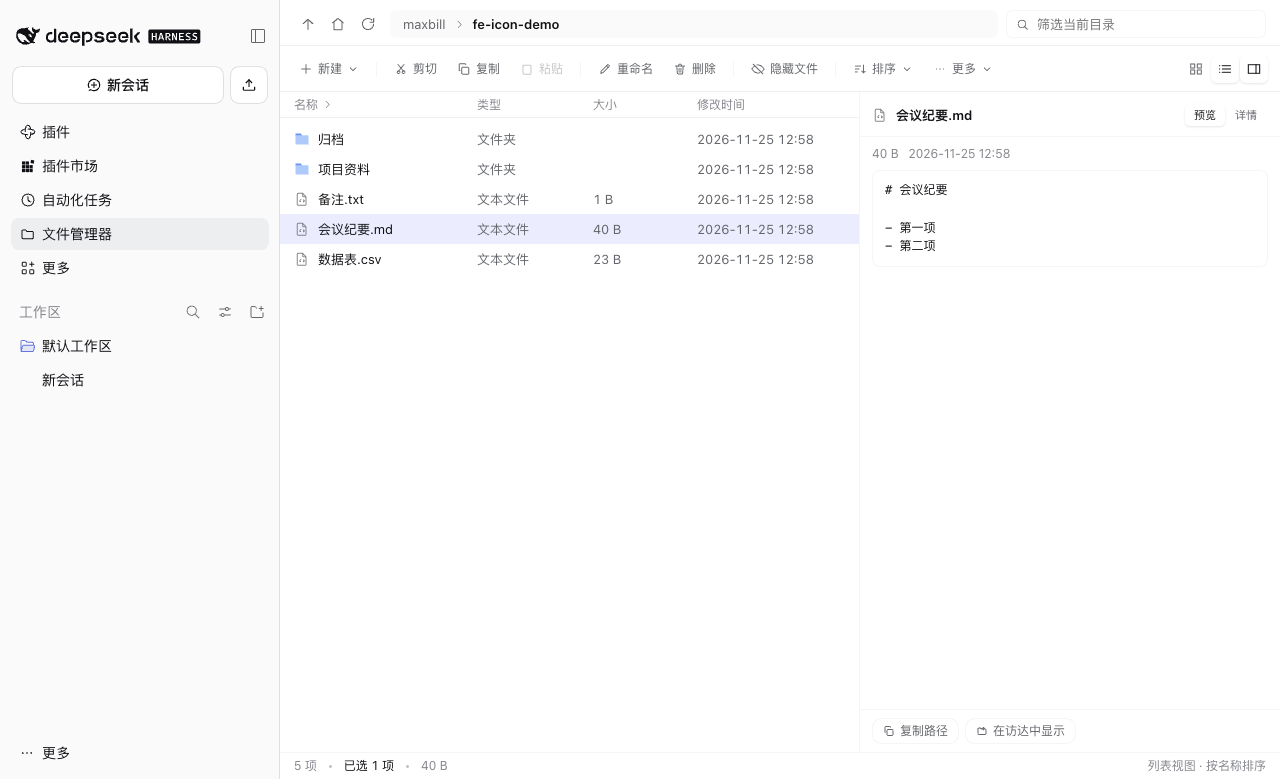 deepseek HARNESS
新会话
插件
插件市场
自动化任务
文件管理器
更多
工作区
默认工作区
新会话
更多
maxbill > fe-icon-demo
筛选当前目录
新建 剪切 复制 粘贴 重命名 删除 隐藏文件 排序 更多
名称 类型 大小 修改时间
归档 文件夹 2026-11-25 12:58
项目资料 文件夹 2026-11-25 12:58
备注.txt 文本文件 1 B 2026-11-25 12:58
会议纪要.md 文本文件 40 B 2026-11-25 12:58
数据表.csv 文本文件 23 B 2026-11-25 12:58
会议纪要.md 预览 详情
40 B 2026-11-25 12:58
# 会议纪要
- 第一项
- 第二项
复制路径 在访达中显示
5 项 • 已选 1 项 • 40 B
列表视图 · 按名称排序